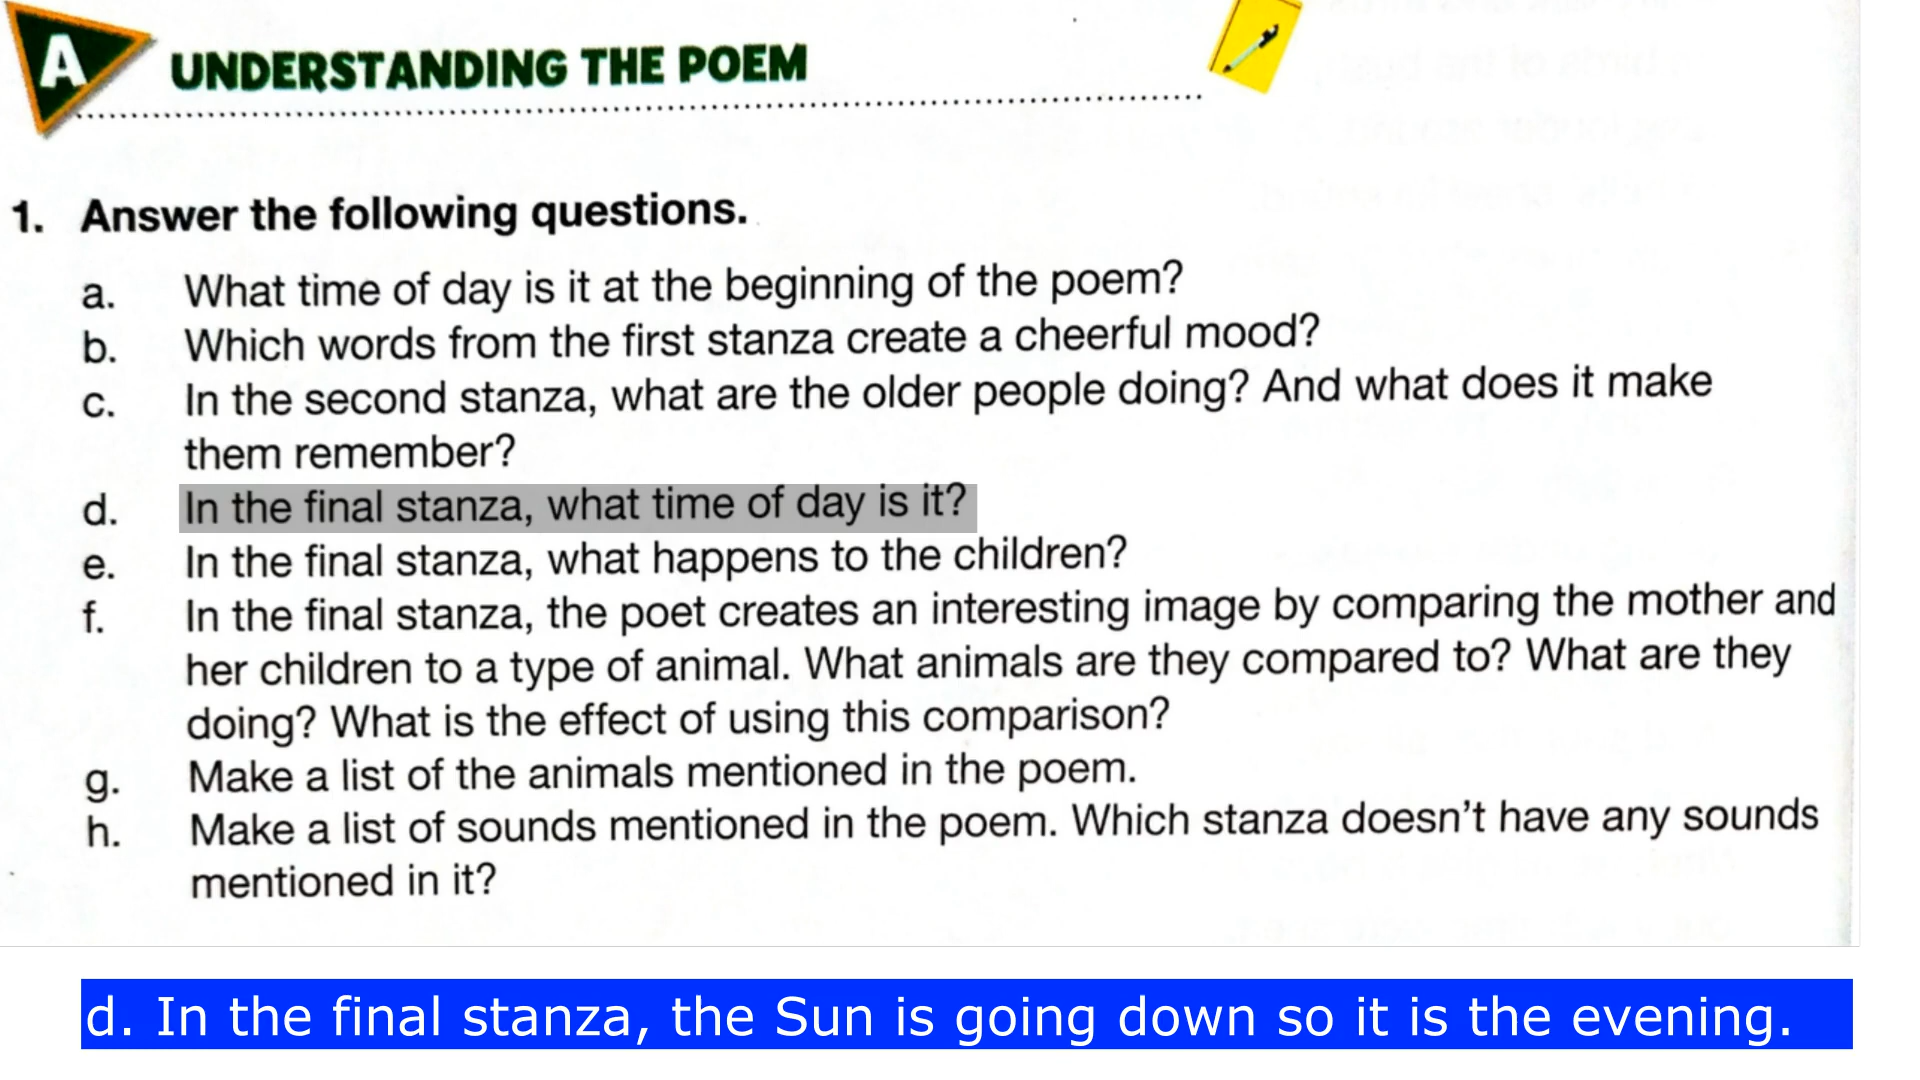 A UNDERSTANDING THE POEM
1. Answer the following questions.
a. What time of day is it at the beginning of the poem?
b. Which words from the first stanza create a cheerful mood?
c. In the second stanza, what are the older people doing? And what does it make
them remember?
d. In the final stanza, what time of day is it?
e. In the final stanza, what happens to the children?
f. In the final stanza, the poet creates an interesting image by comparing the mother and
her children to a type of animal. What animals are they compared to? What are they
doing? What is the effect of using this comparison?
g. Make a list of the animals mentioned in the poem.
h. Make a list of sounds mentioned in the poem. Which stanza doesn't have any sounds
mentioned in it?
d. In the final stanza, the Sun is going down so it is the evening.